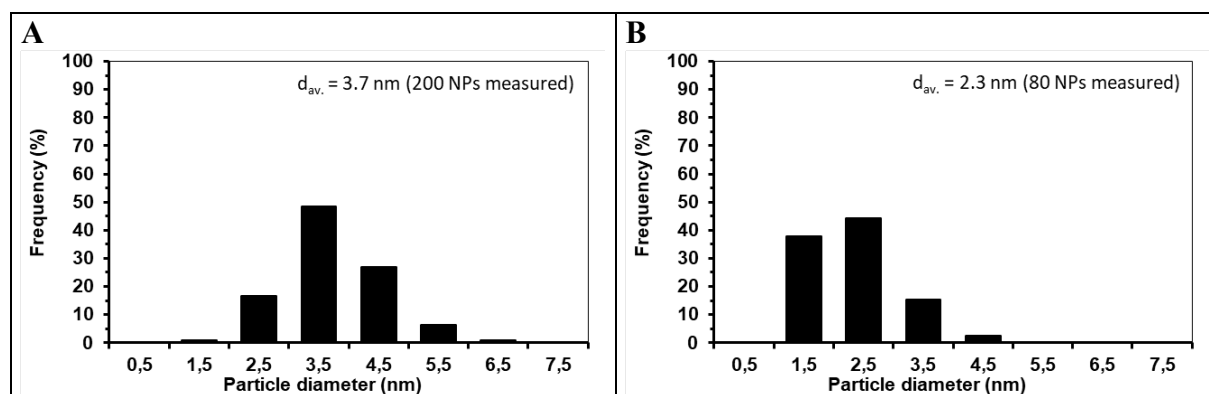 A
d_av. = 3.7 nm (200 NPs measured)
Frequency (%)
100
90
80
70
60
50
40
30
20
10
0
0,5 1,5 2,5 3,5 4,5 5,5 6,5 7,5
Particle diameter (nm)
B
d_av. = 2.3 nm (80 NPs measured)
Frequency (%)
100
90
80
70
60
50
40
30
20
10
0
0,5 1,5 2,5 3,5 4,5 5,5 6,5 7,5
Particle diameter (nm)